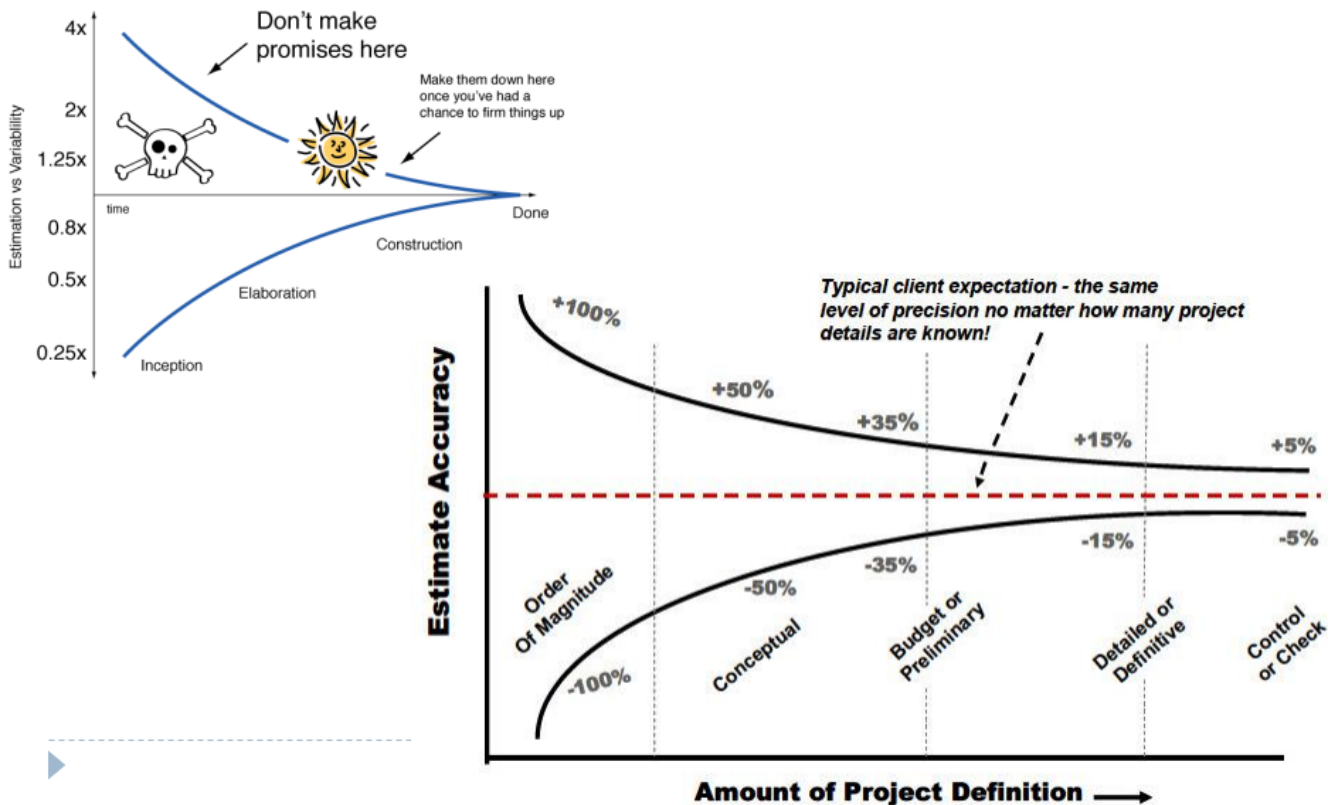 4x
Don't make
promises here
2x
Make them down here
once you've had a
chance to firm things up
1.25x
Estimation vs Variability
time
Done
0.8x
Construction
0.5x
Elaboration
0.25x
Inception
Typical client expectation - the same
level of precision no matter how many project
details are known!
+100%
+50%
+35%
+15%
+5%
Estimate Accuracy
-100%
-50%
-35%
-15%
-5%
Order
Of Magnitude
Conceptual
Budget or
Preliminary
Detailed or
Definitive
Control
or Check
Amount of Project Definition